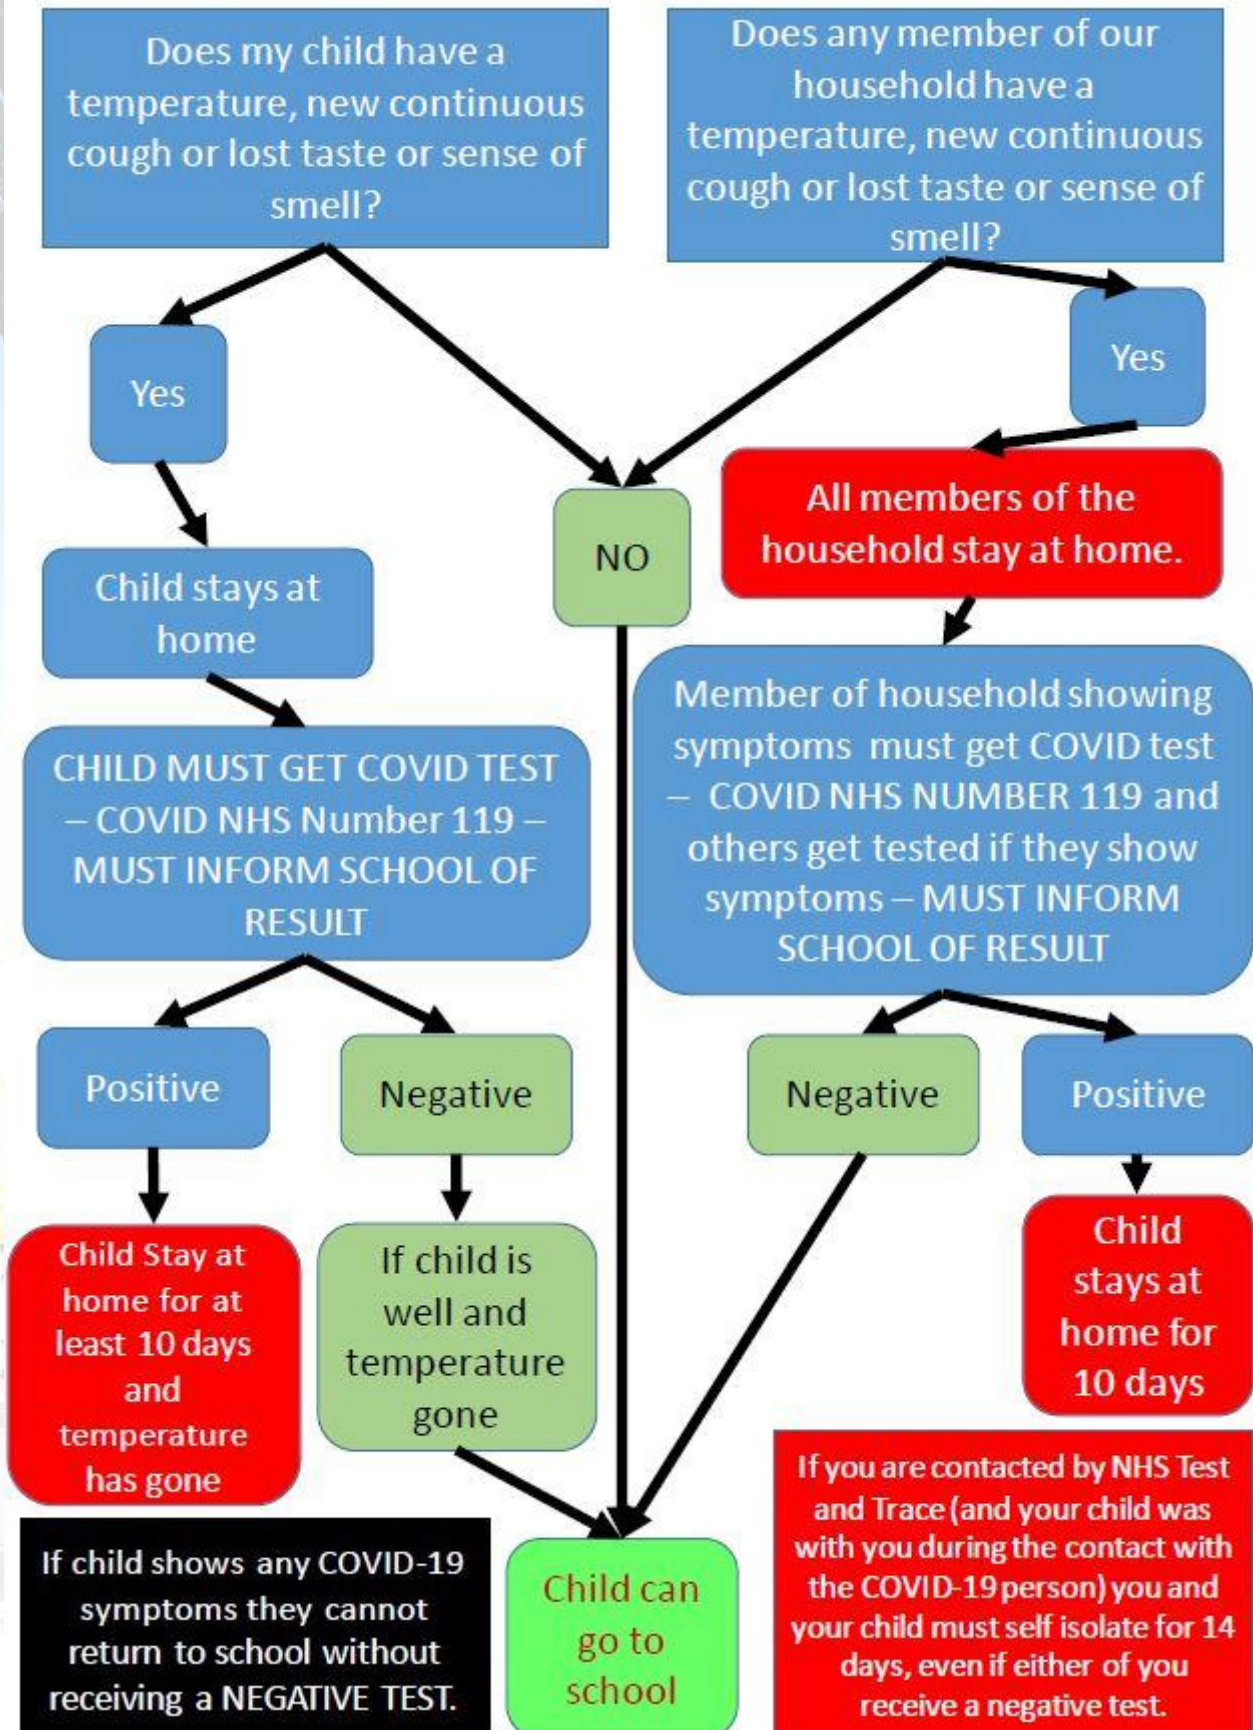 Does my child have a
temperature, new continuous
cough or lost taste or sense of
smell?
Does any member of our
household have a
temperature, new continuous
cough or lost taste or sense of
smell?
Yes
Yes
NO
All members of the
household stay at home.
Child stays at
home
Member of household showing
symptoms must get COVID test
– COVID NHS NUMBER 119 and
others get tested if they show
symptoms – MUST INFORM
SCHOOL OF RESULT
CHILD MUST GET COVID TEST
– COVID NHS Number 119 –
MUST INFORM SCHOOL OF
RESULT
Positive
Negative
Negative
Positive
Child Stay at
home for at
least 10 days
and
temperature
has gone
If child is
well and
temperature
gone
Child
stays at
home for
10 days
If child shows any COVID-19
symptoms they cannot
return to school without
receiving a NEGATIVE TEST.
Child can
go to
school
If you are contacted by NHS Test
and Trace (and your child was
with you during the contact with
the COVID-19 person) you and
your child must self isolate for 14
days, even if either of you
receive a negative test.